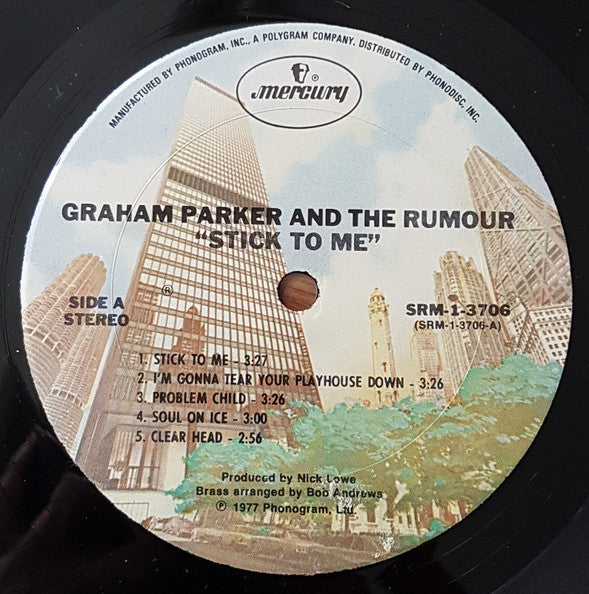 MANUFACTURED BY PHONOGRAM, INC., A POLYGRAM COMPANY, DISTRIBUTED BY PHONODISC, INC.
®
mercury
GRAHAM PARKER AND THE RUMOUR
"STICK TO ME"
SIDE A
STEREO
®
SRM-1-3706
(SRM-1-3706-A)
1. STICK TO ME - 3:27
2. I'M GONNA TEAR YOUR PLAYHOUSE DOWN - 3:26
3. PROBLEM CHILD - 3:26
4. SOUL ON ICE - 3:00
5. CLEAR HEAD - 2:56
Produced by Nick Lowe
Brass arranged by Bob Andrews
℗ 1977 Phonogram, Ltd.